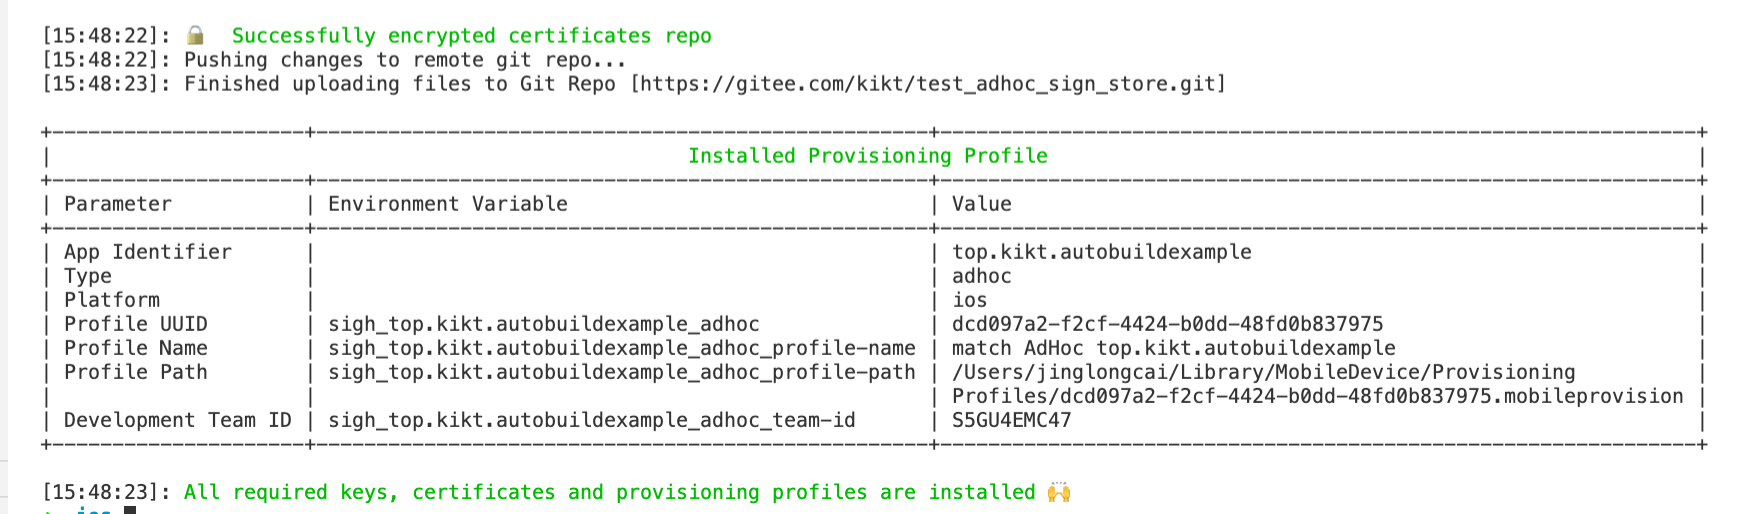 [15:48:22]: 🔒 Successfully encrypted certificates repo
[15:48:22]: Pushing changes to remote git repo...
[15:48:23]: Finished uploading files to Git Repo [https://gitee.com/kikt/test_adhoc_sign_store.git]
Installed Provisioning Profile
Parameter | Environment Variable | Value
App Identifier | | top.kikt.autobuildexample
Type | | adhoc
Platform | | ios
Profile UUID | sigh_top.kikt.autobuildexample_adhoc | dcd097a2-f2cf-4424-b0dd-48fd0b837975
Profile Name | sigh_top.kikt.autobuildexample_adhoc_profile-name | match AdHoc top.kikt.autobuildexample
Profile Path | sigh_top.kikt.autobuildexample_adhoc_profile-path | /Users/jinglongcai/Library/MobileDevice/Provisioning
| | Profiles/dcd097a2-f2cf-4424-b0dd-48fd0b837975.mobileprovision
Development Team ID | sigh_top.kikt.autobuildexample_adhoc_team-id | S5GU4EMC47
[15:48:23]: All required keys, certificates and provisioning profiles are installed 🙌